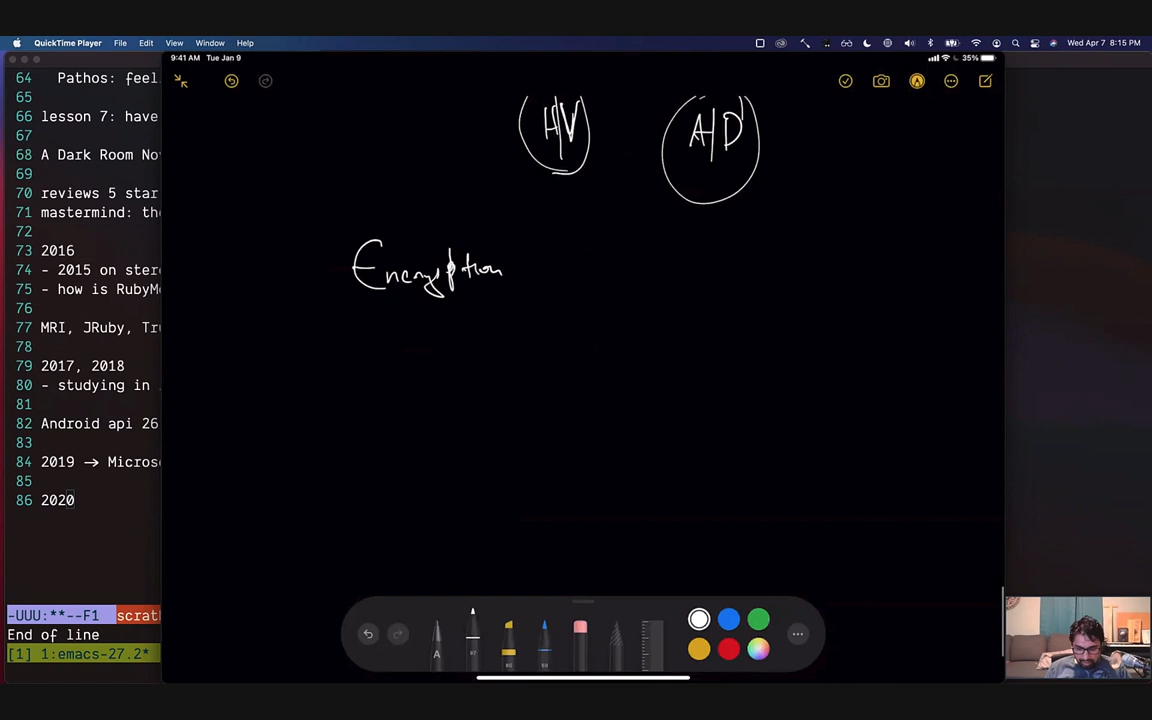 QuickTime Player File Edit View Window Help
Wed Apr 7 8:15 PM
9:41 AM Tue Jan 9
35%
64 Pathos: feel
65
66 lesson 7: have
67
68 A Dark Room No
69
70 reviews 5 star
71 mastermind: th
72
73 2016
74 - 2015 on ster
75 - how is RubyM
76
77 MRI, JRuby, Tr
78
79 2017, 2018
80 - studying in
81
82 Android api 26
83
84 2019 → Micros
85
86 2020
H|V
A|D
Encryption
-UUU:**--F1 scrat
End of line
[1] 1:emacs-27.2*
A